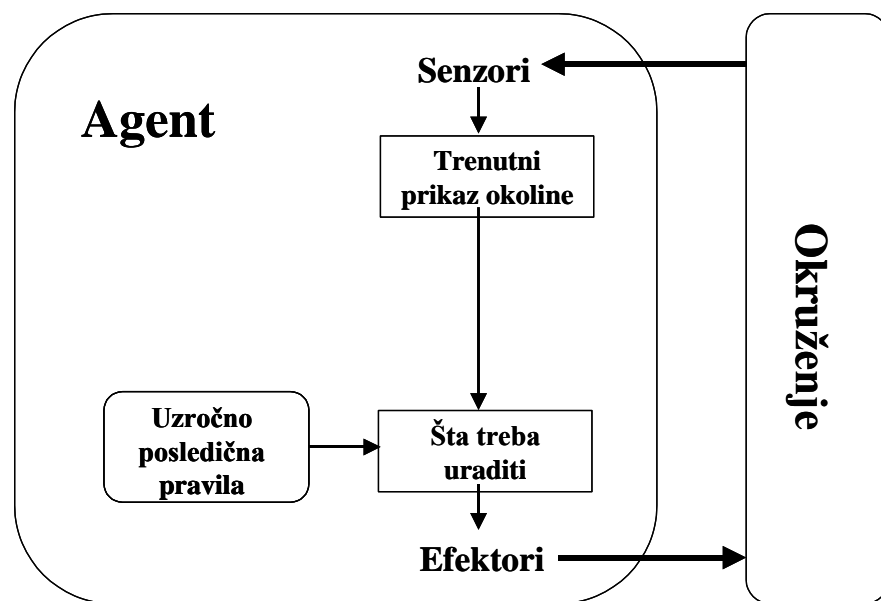 Agent
Senzori
Trenutni
prikaz okoline
Uzročno
posledična
pravila
Šta treba
uraditi
Efektori
Okruženje